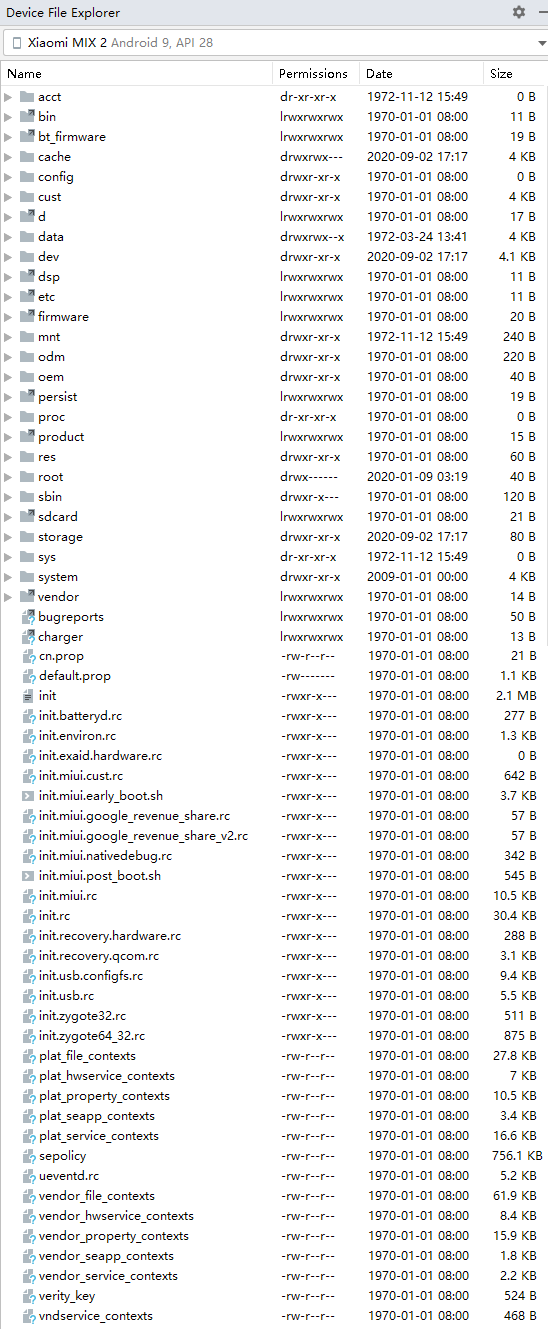 Device File Explorer
Xiaomi MIX 2 Android 9, API 28
Name Permissions Date Size
acct dr-xr-xr-x 1972-11-12 15:49 0 B
bin lrwxrwxrwx 1970-01-01 08:00 11 B
bt_firmware lrwxrwxrwx 1970-01-01 08:00 19 B
cache drwxrwx--- 2020-09-02 17:17 4 KB
config drwxr-xr-x 1970-01-01 08:00 0 B
cust drwxr-xr-x 1970-01-01 08:00 4 KB
d lrwxrwxrwx 1970-01-01 08:00 17 B
data drwxrwx--x 1972-03-24 13:41 4 KB
dev drwxr-xr-x 2020-09-02 17:17 4.1 KB
dsp lrwxrwxrwx 1970-01-01 08:00 11 B
etc lrwxrwxrwx 1970-01-01 08:00 11 B
firmware lrwxrwxrwx 1970-01-01 08:00 20 B
mnt drwxr-xr-x 1972-11-12 15:49 240 B
odm drwxr-xr-x 1970-01-01 08:00 220 B
oem drwxr-xr-x 1970-01-01 08:00 40 B
persist lrwxrwxrwx 1970-01-01 08:00 19 B
proc dr-xr-xr-x 1970-01-01 08:00 0 B
product lrwxrwxrwx 1970-01-01 08:00 15 B
res drwxr-xr-x 1970-01-01 08:00 60 B
root drwx------ 2020-01-09 03:19 40 B
sbin drwxr-x--- 1970-01-01 08:00 120 B
sdcard lrwxrwxrwx 1970-01-01 08:00 21 B
storage drwxr-xr-x 2020-09-02 17:17 80 B
sys dr-xr-xr-x 1972-11-12 15:49 0 B
system drwxr-xr-x 2009-01-01 00:00 4 KB
vendor lrwxrwxrwx 1970-01-01 08:00 14 B
bugreports lrwxrwxrwx 1970-01-01 08:00 50 B
charger lrwxrwxrwx 1970-01-01 08:00 13 B
cn.prop -rw-r--r-- 1970-01-01 08:00 21 B
default.prop -rw------- 1970-01-01 08:00 1.1 KB
init -rwxr-x--- 1970-01-01 08:00 2.1 MB
init.batteryd.rc -rwxr-x--- 1970-01-01 08:00 277 B
init.environ.rc -rwxr-x--- 1970-01-01 08:00 1.3 KB
init.exaid.hardware.rc -rwxr-x--- 1970-01-01 08:00 0 B
init.miui.cust.rc -rwxr-x--- 1970-01-01 08:00 642 B
init.miui.early_boot.sh -rwxr-x--- 1970-01-01 08:00 3.7 KB
init.miui.google_revenue_share.rc -rwxr-x--- 1970-01-01 08:00 57 B
init.miui.google_revenue_share_v2.rc -rwxr-x--- 1970-01-01 08:00 57 B
init.miui.nativedebug.rc -rwxr-x--- 1970-01-01 08:00 342 B
init.miui.post_boot.sh -rwxr-x--- 1970-01-01 08:00 545 B
init.miui.rc -rwxr-x--- 1970-01-01 08:00 10.5 KB
init.rc -rwxr-x--- 1970-01-01 08:00 30.4 KB
init.recovery.hardware.rc -rwxr-x--- 1970-01-01 08:00 288 B
init.recovery.qcom.rc -rwxr-x--- 1970-01-01 08:00 3.1 KB
init.usb.configfs.rc -rwxr-x--- 1970-01-01 08:00 9.4 KB
init.usb.rc -rwxr-x--- 1970-01-01 08:00 5.5 KB
init.zygote32.rc -rwxr-x--- 1970-01-01 08:00 511 B
init.zygote64_32.rc -rwxr-x--- 1970-01-01 08:00 875 B
plat_file_contexts -rw-r--r-- 1970-01-01 08:00 27.8 KB
plat_hwservice_contexts -rw-r--r-- 1970-01-01 08:00 7 KB
plat_property_contexts -rw-r--r-- 1970-01-01 08:00 10.5 KB
plat_seapp_contexts -rw-r--r-- 1970-01-01 08:00 3.4 KB
plat_service_contexts -rw-r--r-- 1970-01-01 08:00 16.6 KB
sepolicy -rw-r--r-- 1970-01-01 08:00 756.1 KB
ueventd.rc -rw-r--r-- 1970-01-01 08:00 5.2 KB
vendor_file_contexts -rw-r--r-- 1970-01-01 08:00 61.9 KB
vendor_hwservice_contexts -rw-r--r-- 1970-01-01 08:00 8.4 KB
vendor_property_contexts -rw-r--r-- 1970-01-01 08:00 15.9 KB
vendor_seapp_contexts -rw-r--r-- 1970-01-01 08:00 1.8 KB
vendor_service_contexts -rw-r--r-- 1970-01-01 08:00 2.2 KB
verity_key -rw-r--r-- 1970-01-01 08:00 524 B
vndservice_contexts -rw-r--r-- 1970-01-01 08:00 468 B